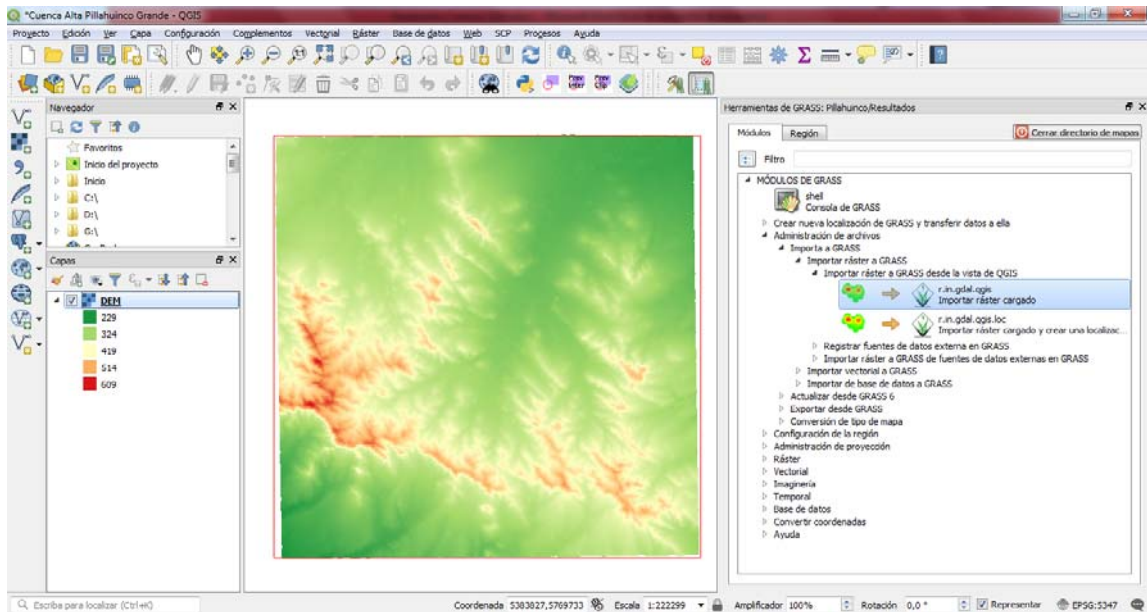 *Cuenca Alta Pillahuinco Grande - QGIS
Proyecto Edición Ver Capa Configuración Complementos Vectorial Ráster Base de datos Web SCP Procesos Ayuda
Navegador
Favoritos
Inicio del proyecto
Inicio
C:\
D:\
G:\
Capas
DEM
229
324
419
514
609
Herramientas de GRASS: Pillahuinco/Resultados
Módulos Región Cerrar directorio de mapas
Filtro
MÓDULOS DE GRASS
shell
Consola de GRASS
Crear nueva localización de GRASS y transferir datos a ella
Administración de archivos
Importa a GRASS
Importar ráster a GRASS
Importar ráster a GRASS desde la vista de QGIS
r.in.gdal.qgis
Importar ráster cargado
r.in.gdal.qgis.loc
Importar ráster cargado y crear una localizac...
Registrar fuentes de datos externa en GRASS
Importar ráster a GRASS de fuentes de datos externas en GRASS
Importar vectorial a GRASS
Importar de base de datos a GRASS
Actualizar desde GRASS 6
Exportar desde GRASS
Conversión de tipo de mapa
Configuración de la región
Administración de proyección
Ráster
Vectorial
Imaginería
Temporal
Base de datos
Convertir coordenadas
Ayuda
Escriba para localizar (Ctrl+K) Coordenada 5383827,5769733 Escala 1:222299 Amplificador 100% Rotación 0,0 ° Representar EPSG:5347